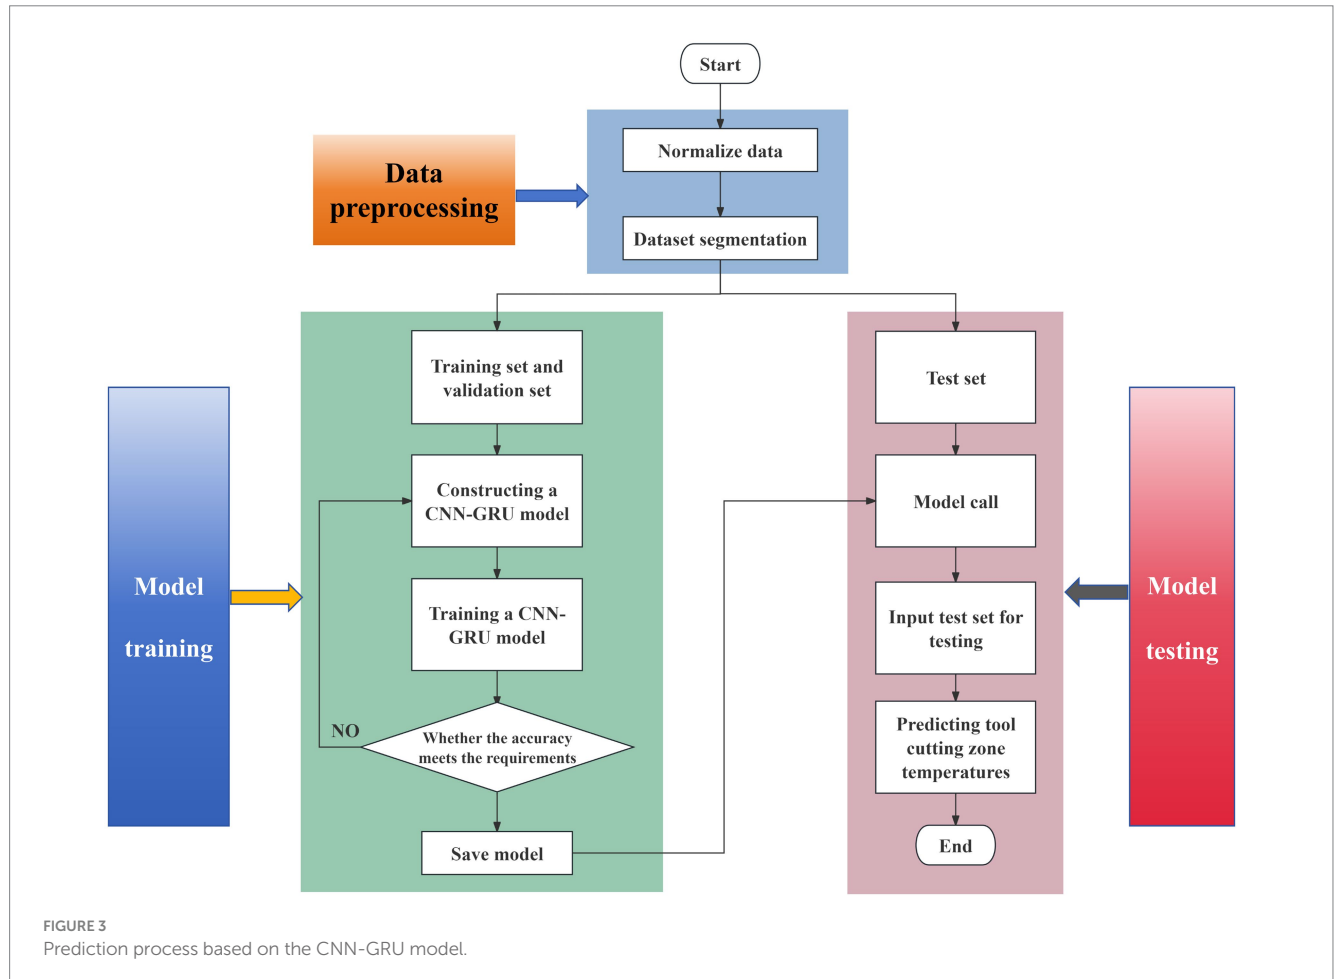 Start
Data
preprocessing
Normalize data
Dataset segmentation
Model
training
Training set and
validation set
Constructing a
CNN-GRU model
Training a CNN-
GRU model
NO
Whether the accuracy
meets the requirements
Save model
Test set
Model call
Input test set for
testing
Predicting tool
cutting zone
temperatures
End
Model
testing
FIGURE 3
Prediction process based on the CNN-GRU model.